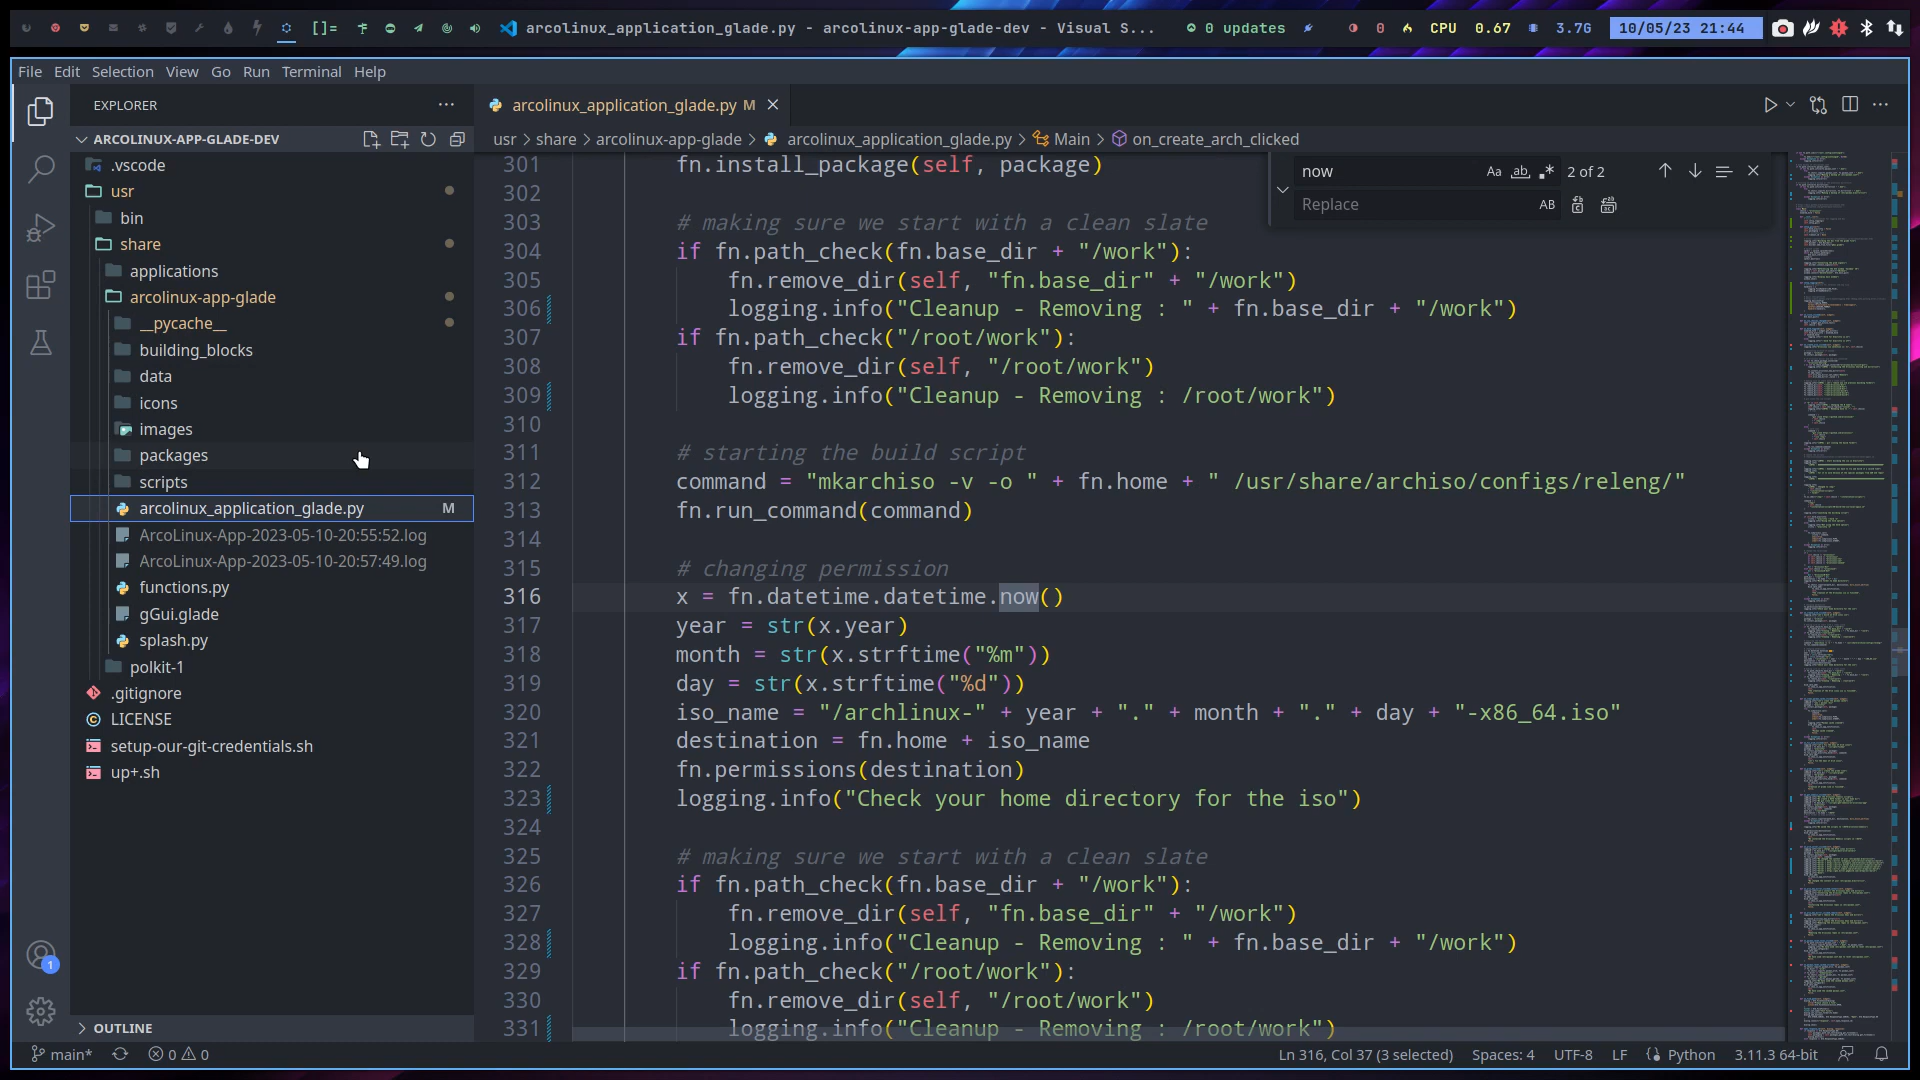 []=
arcolinux_application_glade.py - arcolinux-app-glade-dev - Visual S...
0 updates
0
CPU 0.67
3.7G
10/05/23 21:44
File Edit Selection View Go Run Terminal Help
EXPLORER
ARCOLINUX-APP-GLADE-DEV
.vscode
usr
bin
share
applications
arcolinux-app-glade
__pycache__
building_blocks
data
icons
images
packages
scripts
arcolinux_application_glade.py M
ArcoLinux-App-2023-05-10-20:55:52.log
ArcoLinux-App-2023-05-10-20:57:49.log
functions.py
gGui.glade
splash.py
polkit-1
.gitignore
LICENSE
setup-our-git-credentials.sh
up+.sh
OUTLINE
1
arcolinux_application_glade.py M
usr > share > arcolinux-app-glade > arcolinux_application_glade.py > Main > on_create_arch_clicked
now Aa ab 2 of 2
Replace AB
301 fn.install_package(self, package)
302
303 # making sure we start with a clean slate
304 if fn.path_check(fn.base_dir + "/work"):
305 fn.remove_dir(self, "fn.base_dir" + "/work")
306 logging.info("Cleanup - Removing : " + fn.base_dir + "/work")
307 if fn.path_check("/root/work"):
308 fn.remove_dir(self, "/root/work")
309 logging.info("Cleanup - Removing : /root/work")
310
311 # starting the build script
312 command = "mkarchiso -v -o " + fn.home + " /usr/share/archiso/configs/releng/"
313 fn.run_command(command)
314
315 # changing permission
316 x = fn.datetime.datetime.now()
317 year = str(x.year)
318 month = str(x.strftime("%m"))
319 day = str(x.strftime("%d"))
320 iso_name = "/archlinux-" + year + "." + month + "." + day + "-x86_64.iso"
321 destination = fn.home + iso_name
322 fn.permissions(destination)
323 logging.info("Check your home directory for the iso")
324
325 # making sure we start with a clean slate
326 if fn.path_check(fn.base_dir + "/work"):
327 fn.remove_dir(self, "fn.base_dir" + "/work")
328 logging.info("Cleanup - Removing : " + fn.base_dir + "/work")
329 if fn.path_check("/root/work"):
330 fn.remove_dir(self, "/root/work")
331 logging.info("Cleanup - Removing : /root/work")
main* 0 0
Ln 316, Col 37 (3 selected) Spaces: 4 UTF-8 LF Python 3.11.3 64-bit